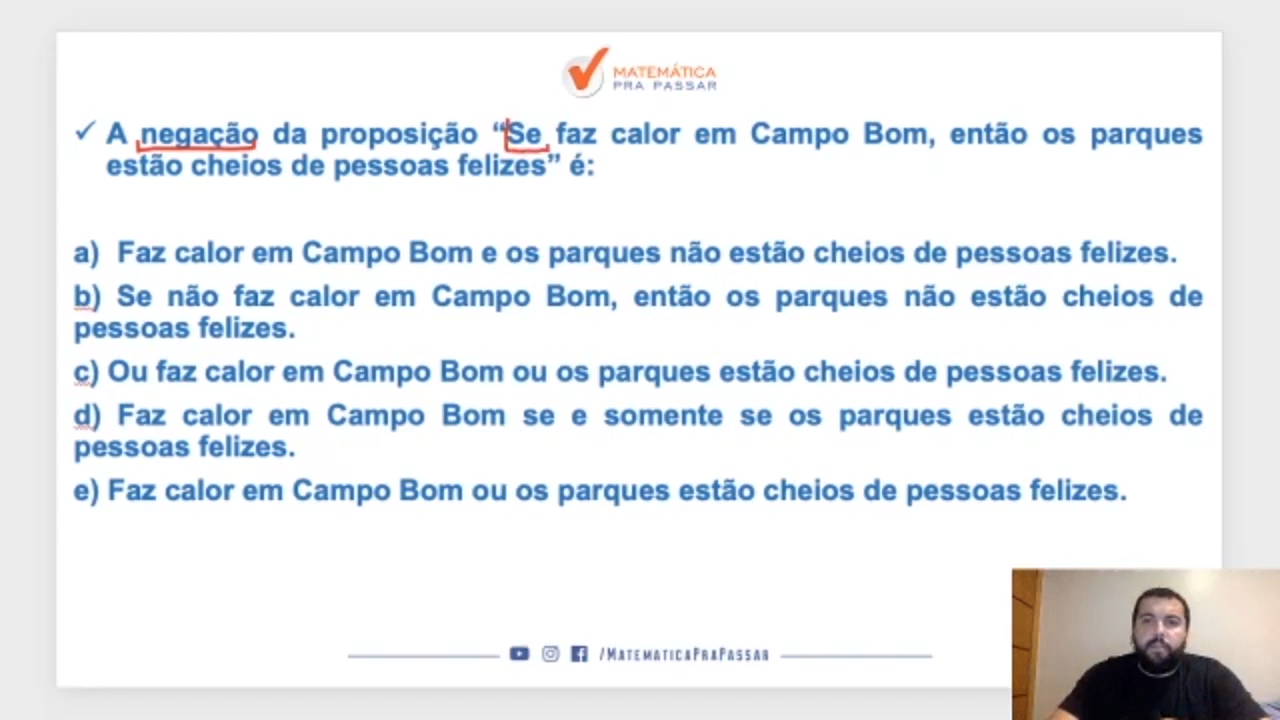 MATEMÁTICA
PRA PASSAR
✓ A negação da proposição “Se faz calor em Campo Bom, então os parques
estão cheios de pessoas felizes” é:
a) Faz calor em Campo Bom e os parques não estão cheios de pessoas felizes.
b) Se não faz calor em Campo Bom, então os parques não estão cheios de
pessoas felizes.
c) Ou faz calor em Campo Bom ou os parques estão cheios de pessoas felizes.
d) Faz calor em Campo Bom se e somente se os parques estão cheios de
pessoas felizes.
e) Faz calor em Campo Bom ou os parques estão cheios de pessoas felizes.
/MATEMATICAPRAPASSAR